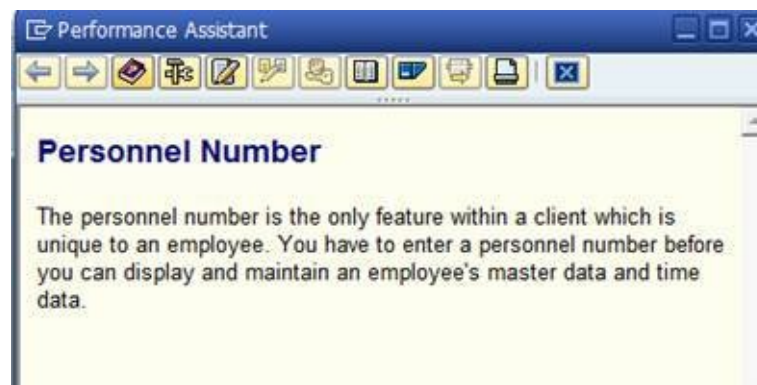 Performance Assistant
Personnel Number
The personnel number is the only feature within a client which is
unique to an employee. You have to enter a personnel number before
you can display and maintain an employee's master data and time
data.